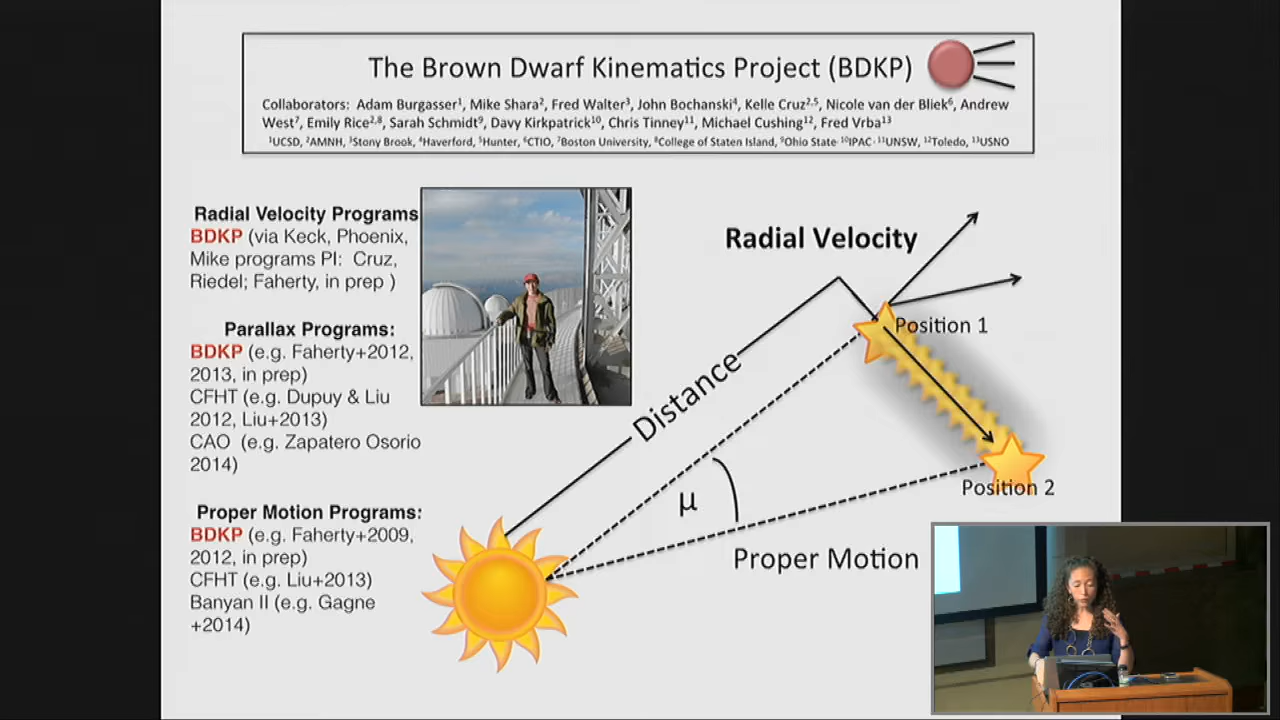 The Brown Dwarf Kinematics Project (BDKP)
Collaborators: Adam Burgasser1, Mike Shara2, Fred Walter3, John Bochanski4, Kelle Cruz2,5, Nicole van der Bliek6, Andrew
West7, Emily Rice2,8, Sarah Schmidt9, Davy Kirkpatrick10, Chris Tinney11, Michael Cushing12, Fred Vrba13
1UCSD, 2AMNH, 3Stony Brook, 4Haverford, 5Hunter, 6CTIO, 7Boston University, 8College of Staten Island, 9Ohio State, 10IPAC, 11UNSW, 12Toledo, 13USNO
Radial Velocity Programs
BDKP (via Keck, Phoenix,
Mike programs PI: Cruz,
Riedel; Faherty, in prep )
Parallax Programs:
BDKP (e.g. Faherty+2012,
2013, in prep)
CFHT (e.g. Dupuy & Liu
2012, Liu+2013)
CAO (e.g. Zapatero Osorio
2014)
Proper Motion Programs:
BDKP (e.g. Faherty+2009,
2012, in prep)
CFHT (e.g. Liu+2013)
Banyan II (e.g. Gagne
+2014)
Radial Velocity
Position 1
Distance
μ
Position 2
Proper Motion